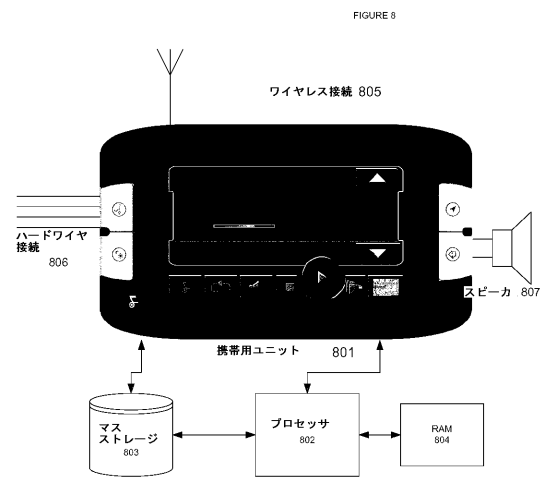 FIGURE 8
ワイヤレス接続 805
ハードワイヤ
接続
806
スピーカ 807
携帯用ユニット 801
マス
ストレージ
803
プロセッサ
802
RAM
804